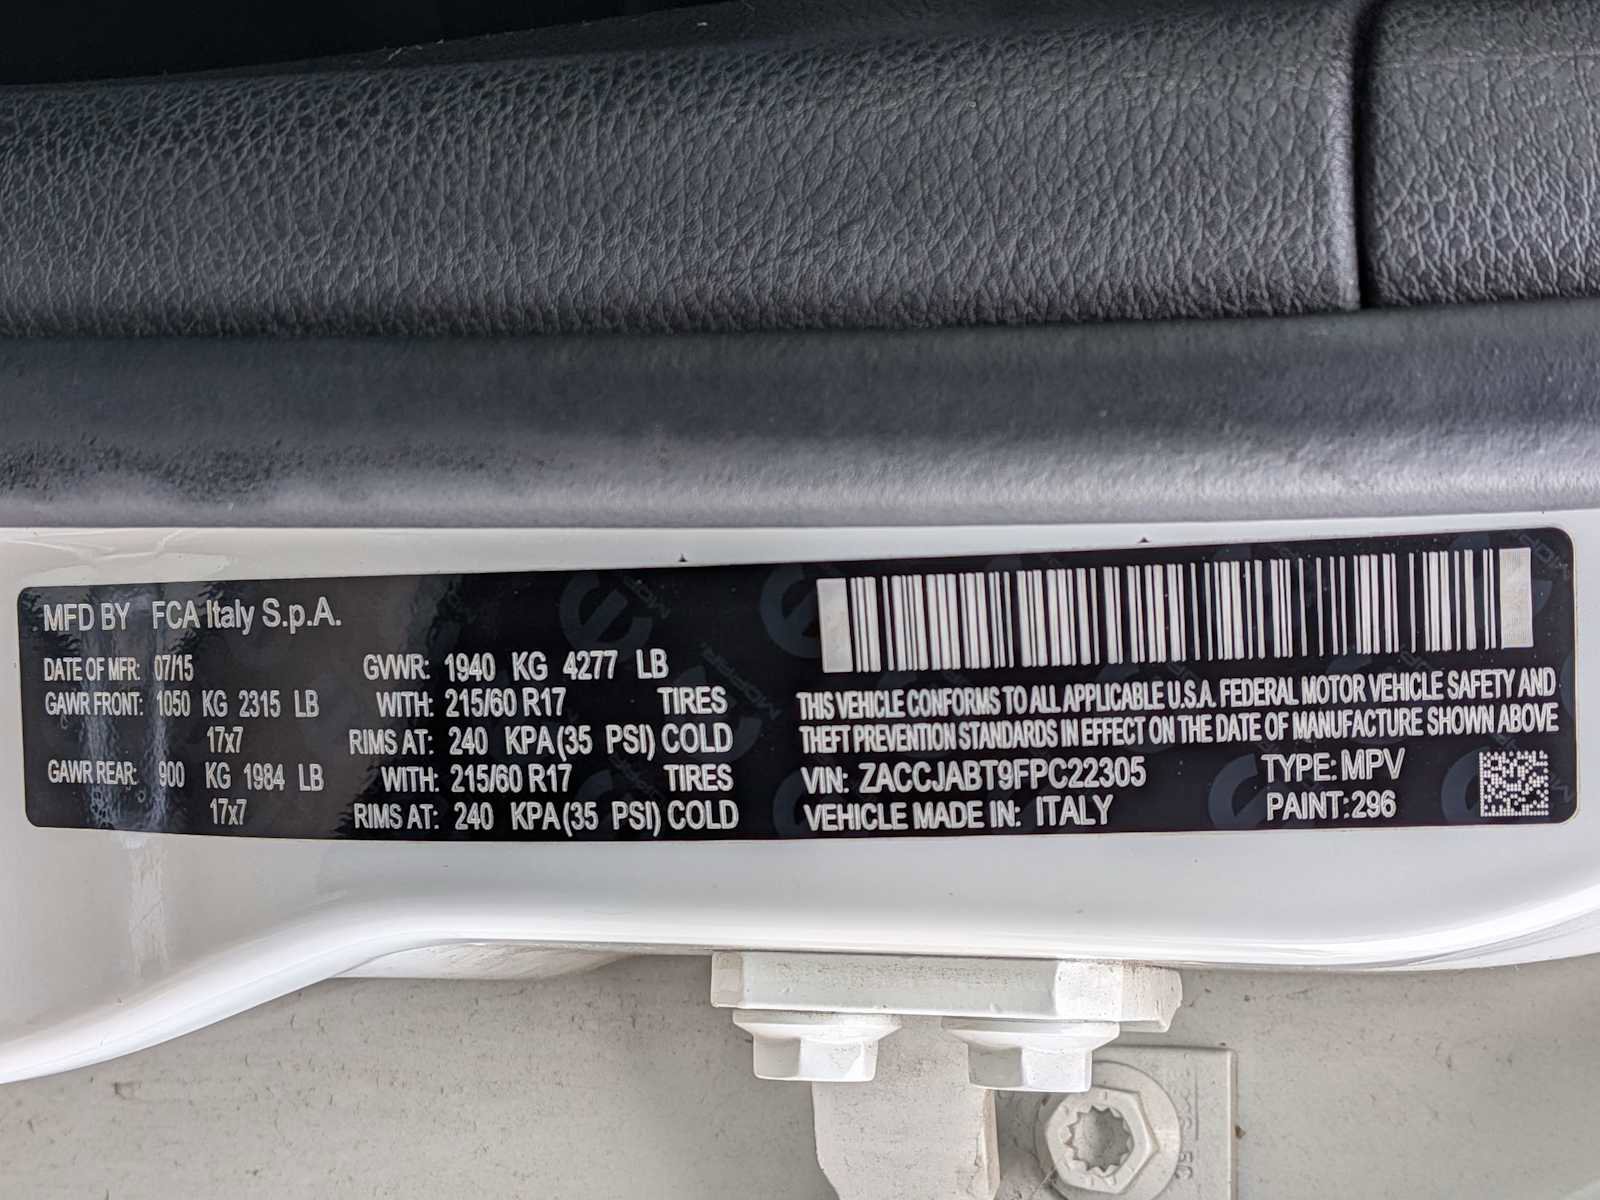 MFD BY FCA Italy S.p.A.
DATE OF MFR: 07/15 GVWR: 1940 KG 4277 LB
GAWR FRONT: 1050 KG 2315 LB WITH: 215/60 R17 TIRES
17x7 RIMS AT: 240 KPA(35 PSI) COLD
GAWR REAR: 900 KG 1984 LB WITH: 215/60 R17 TIRES
17x7 RIMS AT: 240 KPA(35 PSI) COLD
THIS VEHICLE CONFORMS TO ALL APPLICABLE U.S.A. FEDERAL MOTOR VEHICLE SAFETY AND
THEFT PREVENTION STANDARDS IN EFFECT ON THE DATE OF MANUFACTURE SHOWN ABOVE
VIN: ZACCJABT9FPC22305 TYPE: MPV
VEHICLE MADE IN: ITALY PAINT: 296